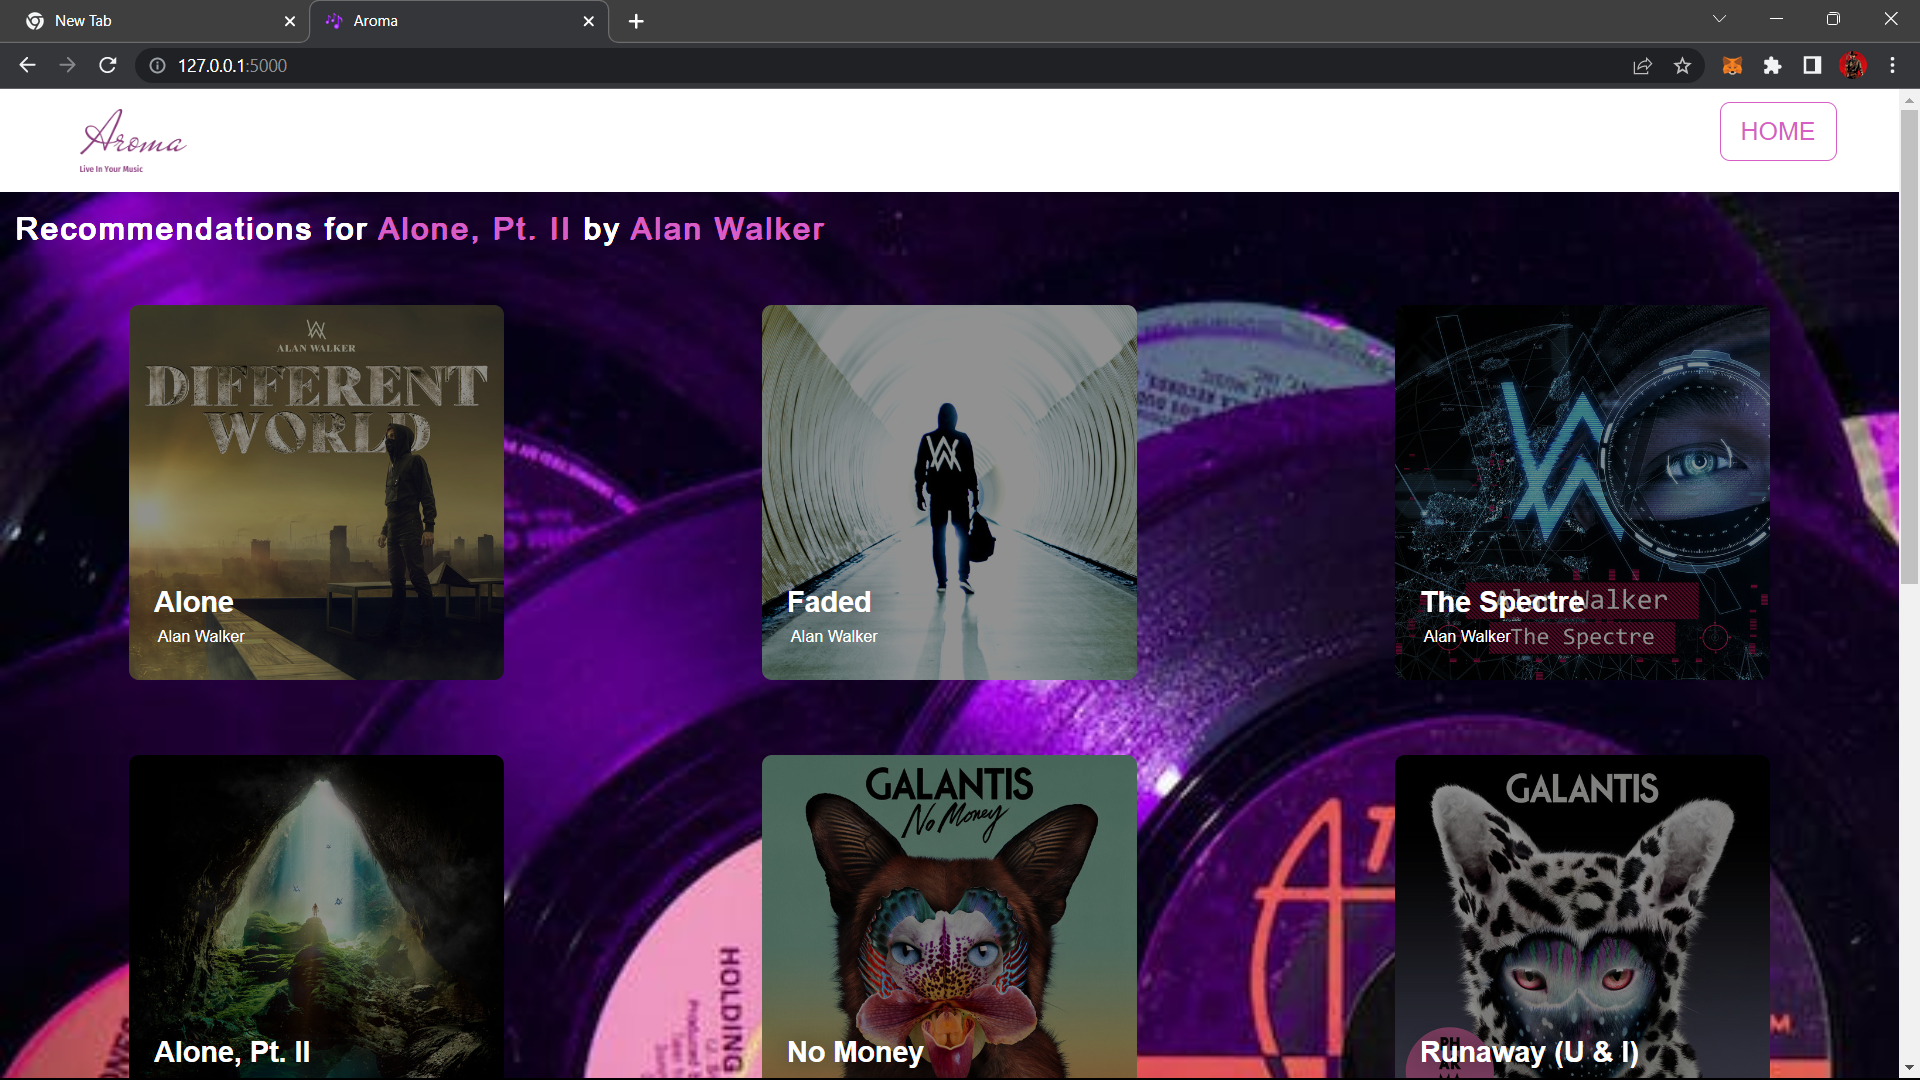 New Tab
Aroma
127.0.0.1:5000
Aroma
Live In Your Music
HOME
Recommendations for Alone, Pt. II by Alan Walker
ALAN WALKER
DIFFERENT
WORLD
Alone
Alan Walker
Faded
Alan Walker
Walker
The Spectre
The Spectre
Alan Walker
GALANTIS
No Money
GALANTIS
HOLDING
Alone, Pt. II
No Money
Runaway (U & I)